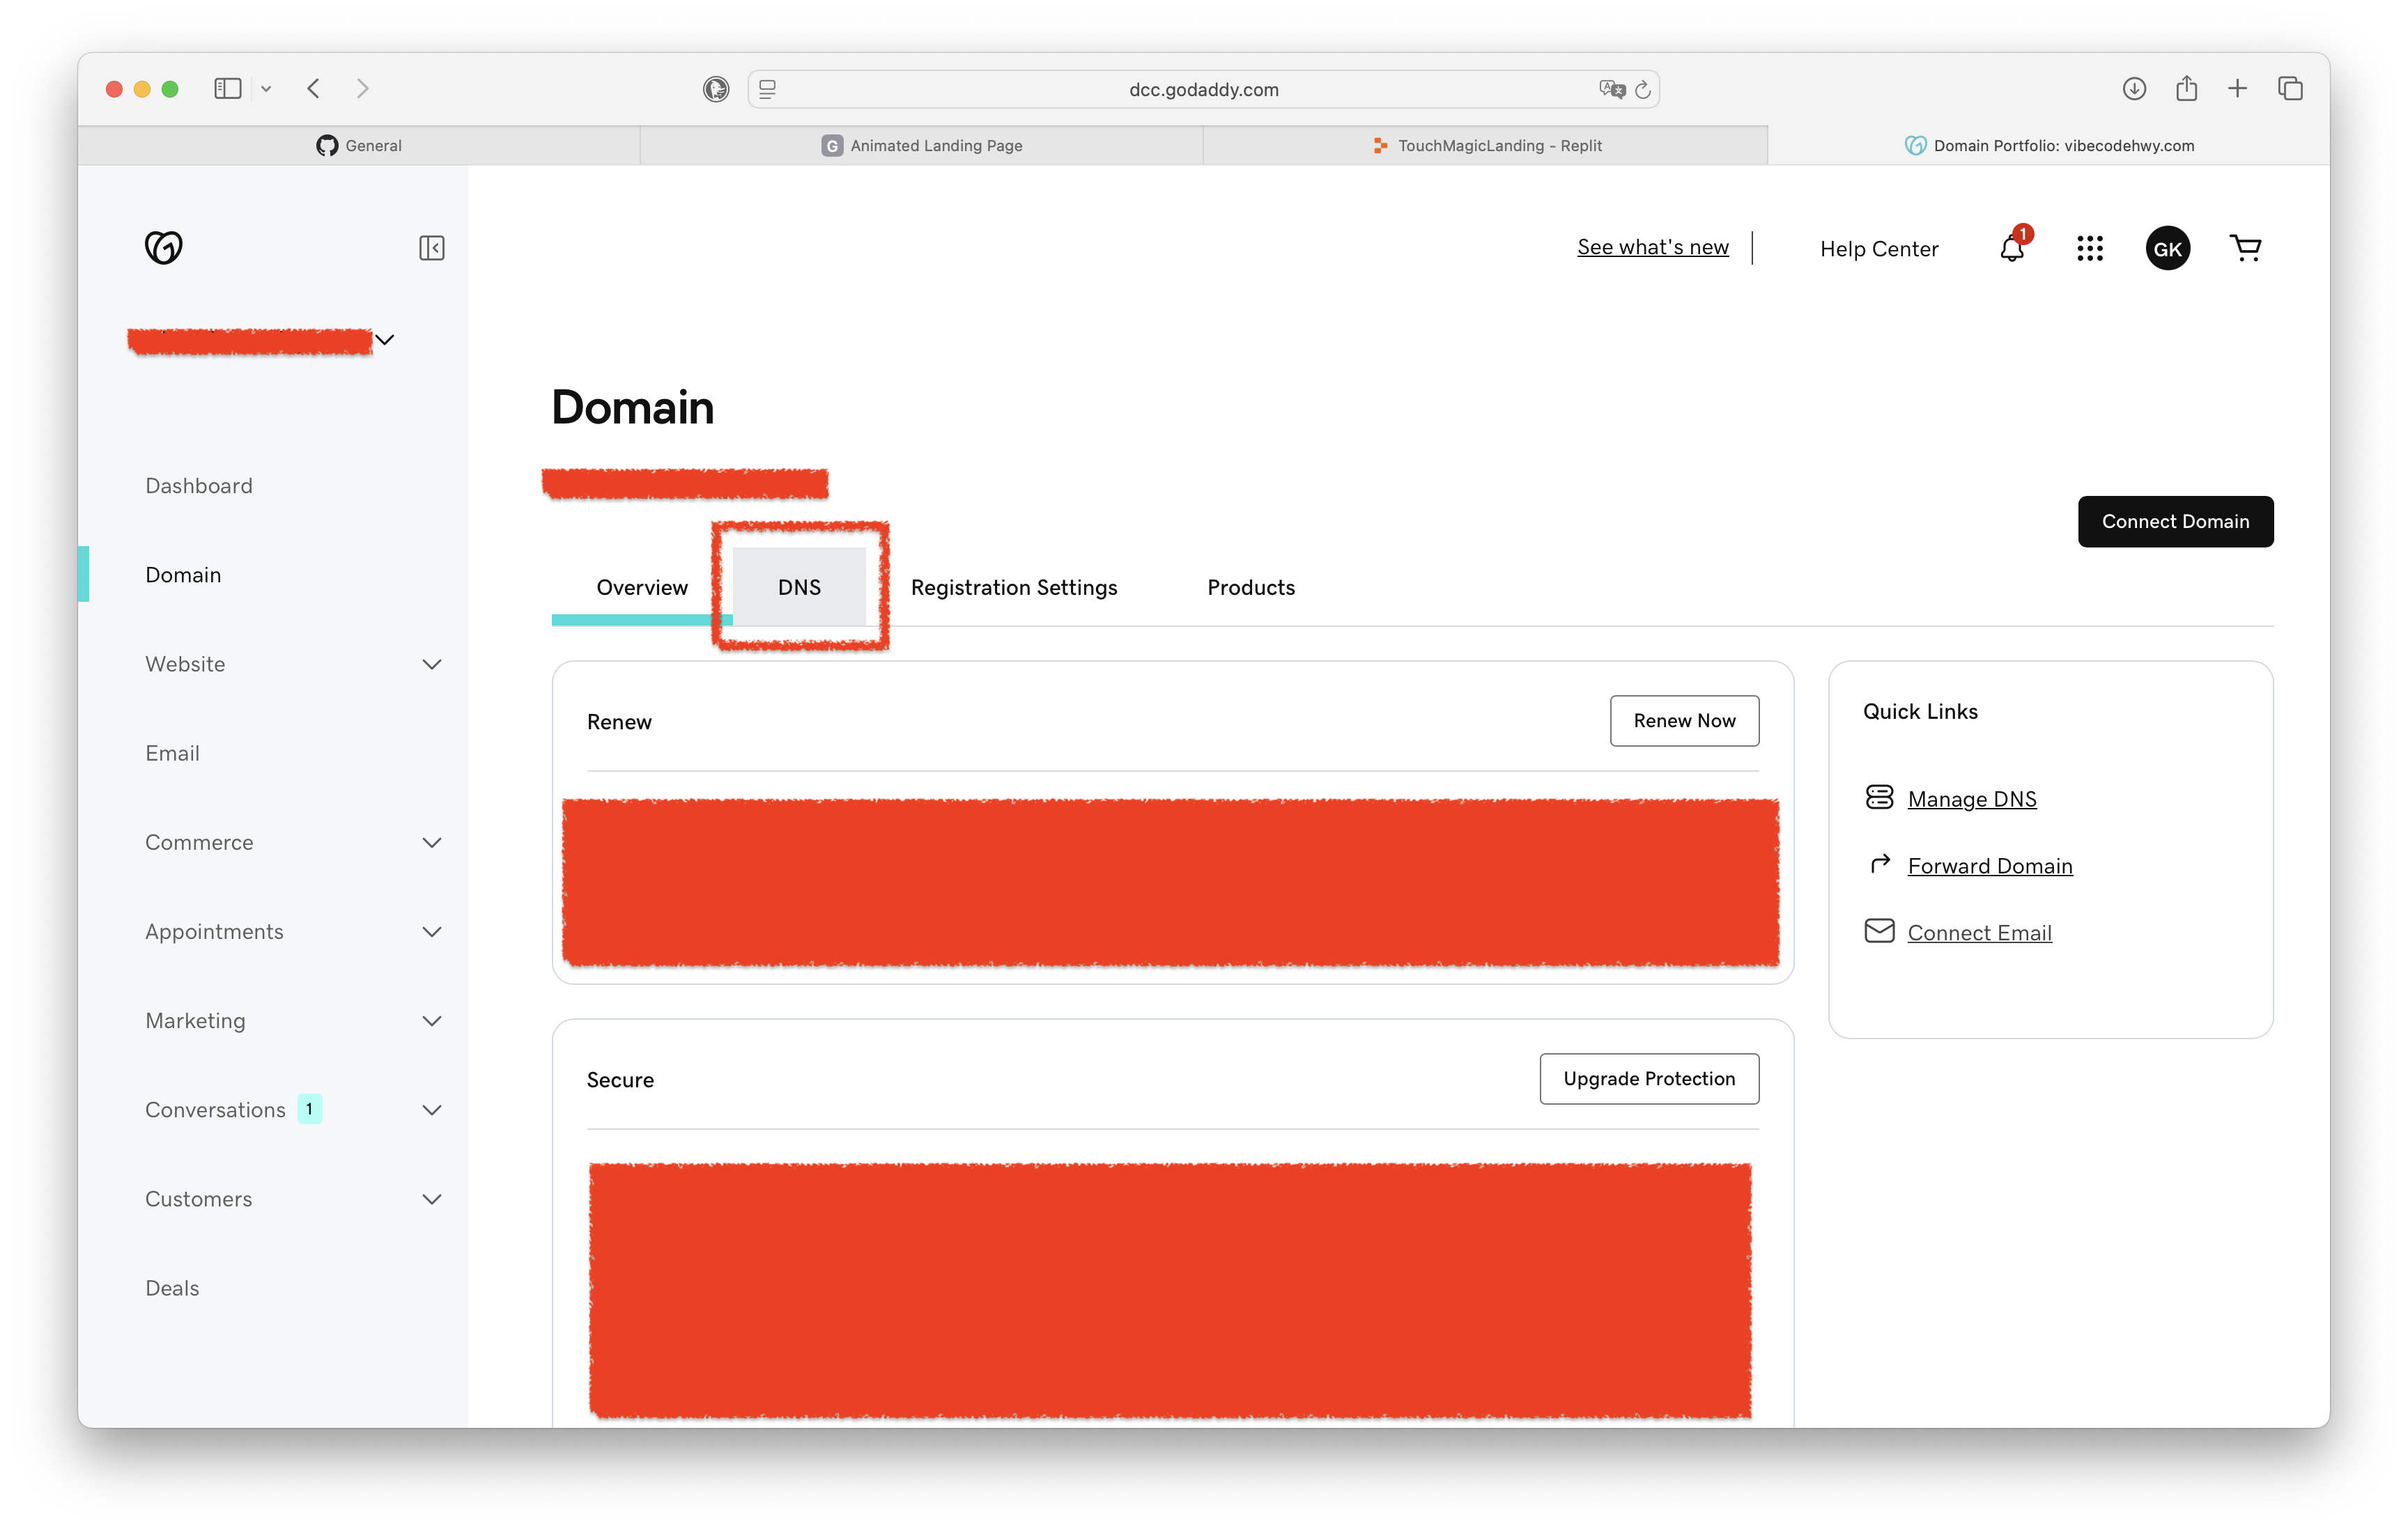 dcc.godaddy.com
General
G Animated Landing Page
TouchMagicLanding - Replit
Domain Portfolio: vibecodehwy.com
See what's new
Help Center
1
GK
Domain
Dashboard
Domain
Website
Email
Commerce
Appointments
Marketing
Conversations 1
Customers
Deals
Connect Domain
Overview
DNS
Registration Settings
Products
Renew
Renew Now
Quick Links
Manage DNS
Forward Domain
Connect Email
Secure
Upgrade Protection